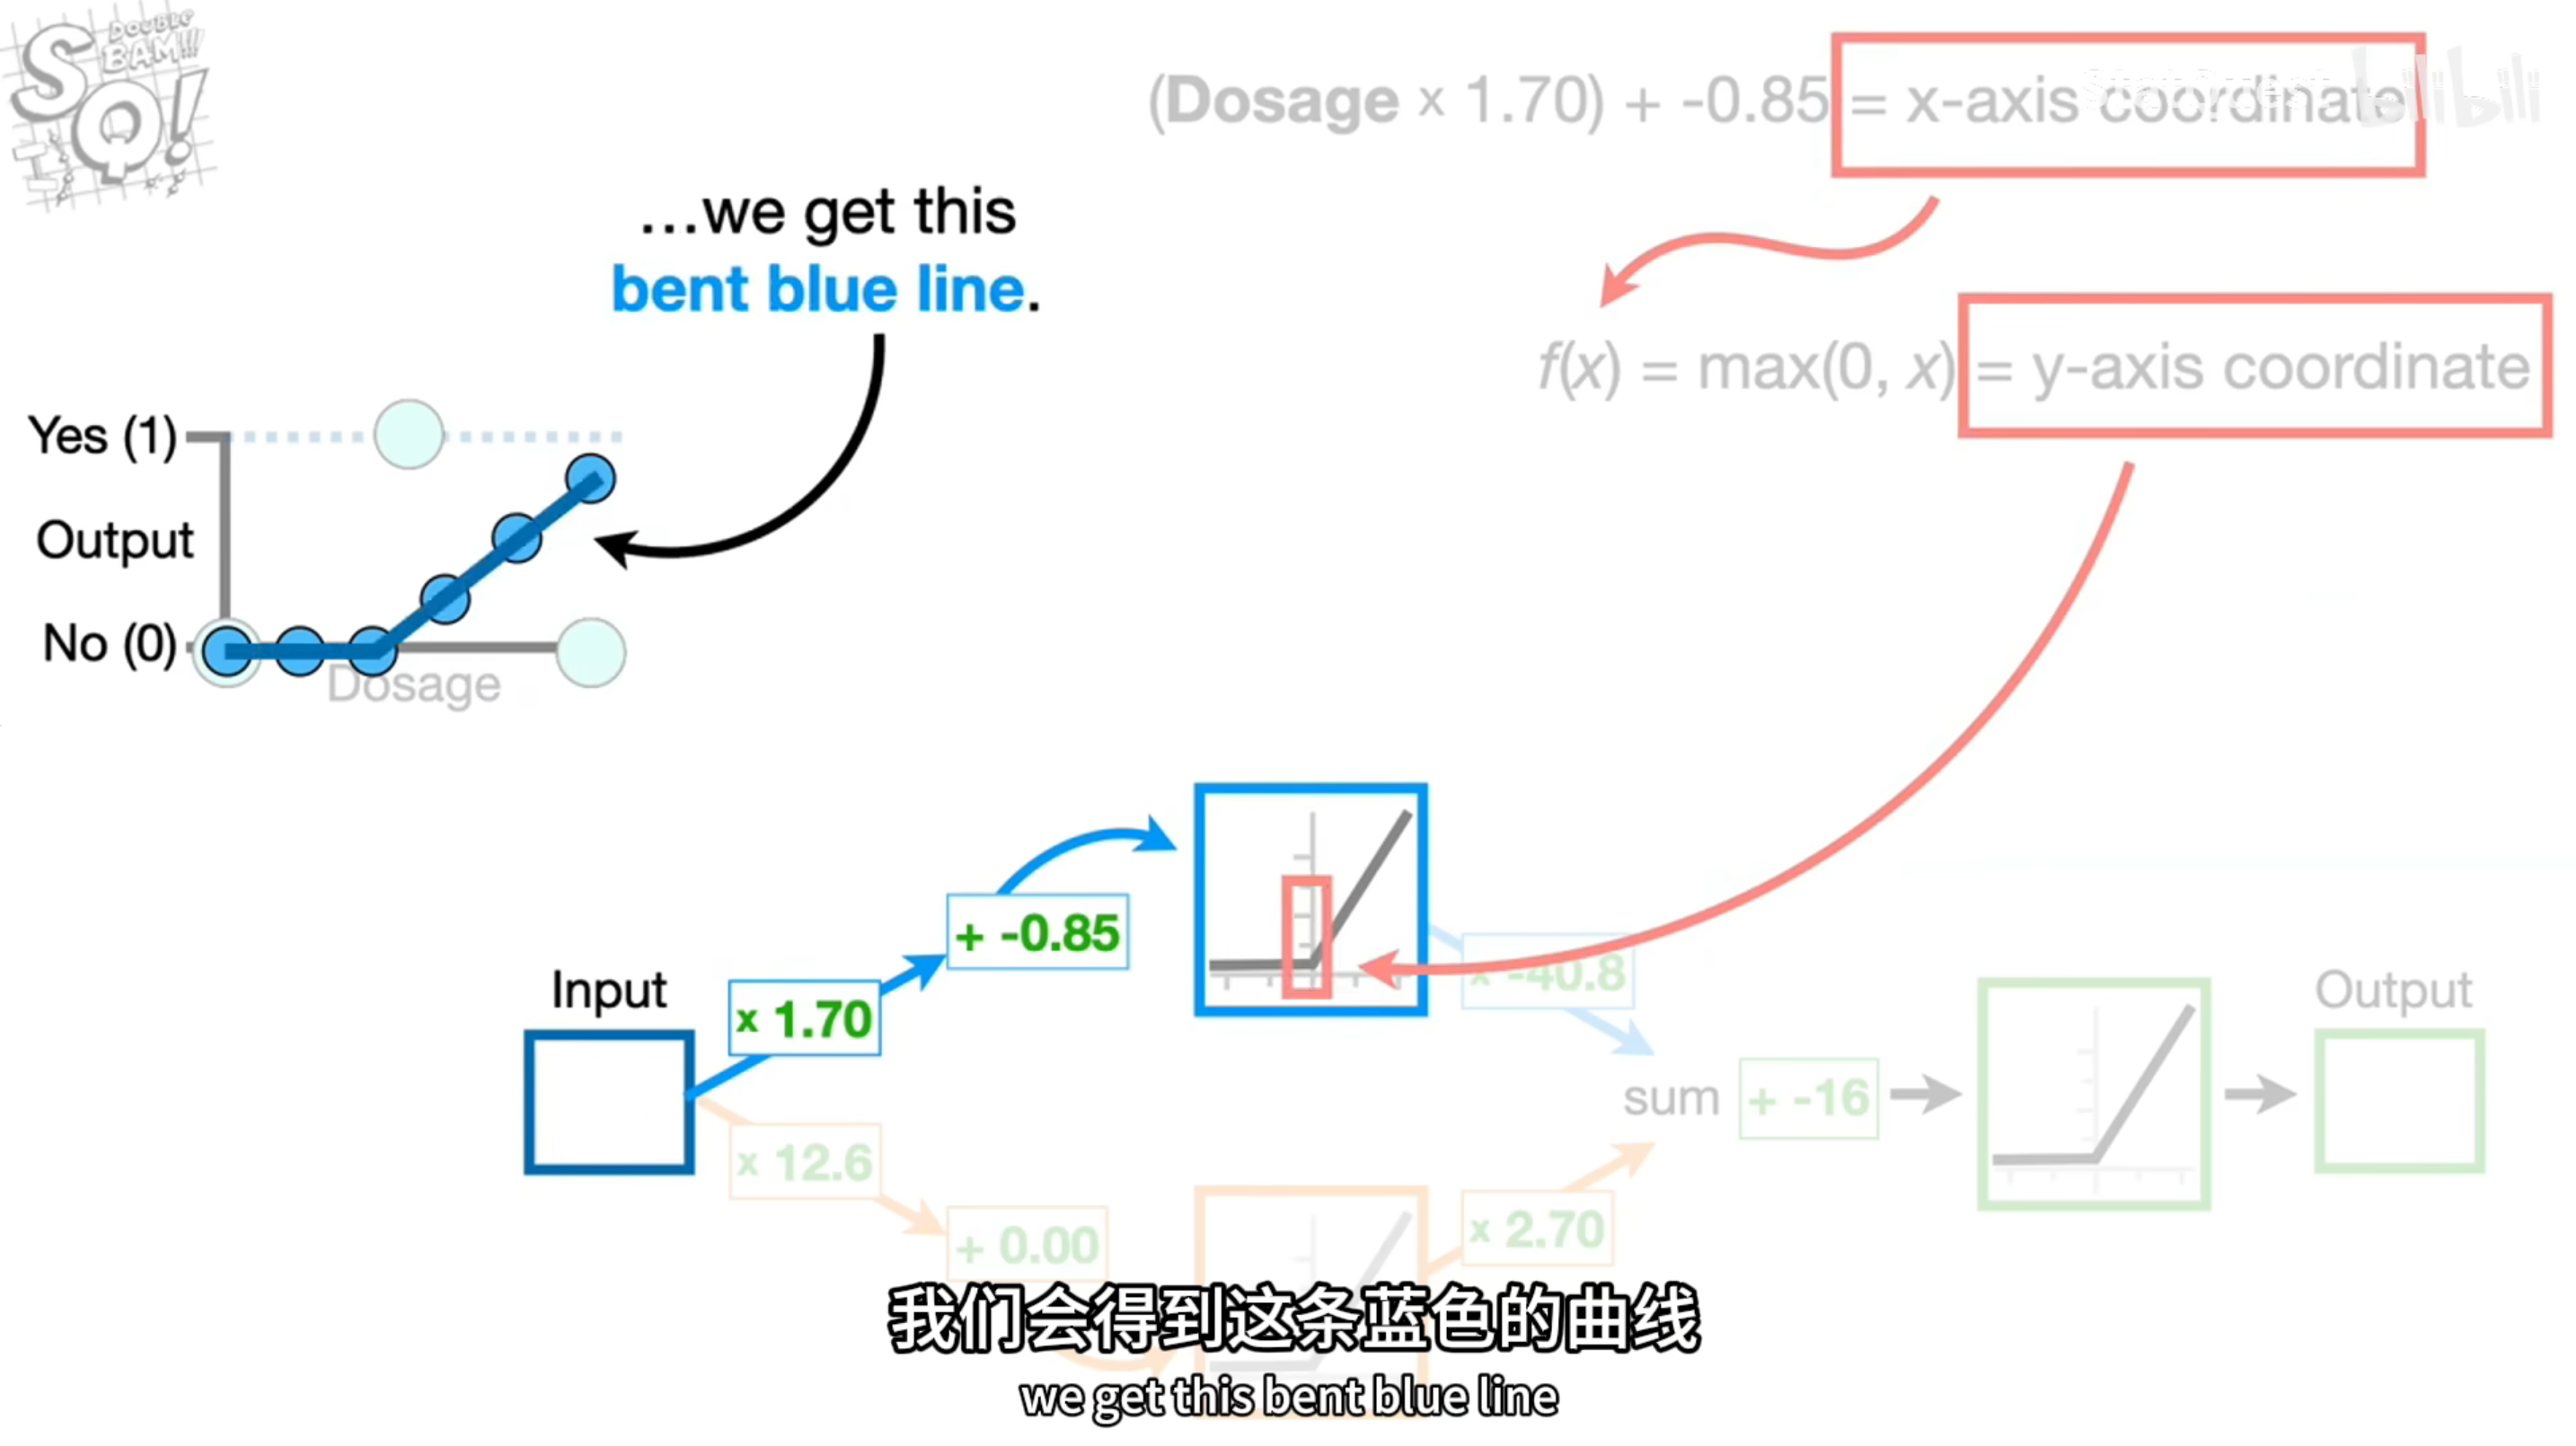 DOUBLE
BAM!!!
SQ!
(Dosage x 1.70) + -0.85 = x-axis coordinate
StatQuest bilibili
…we get this
bent blue line.
f(x) = max(0, x) = y-axis coordinate
Yes (1)
Output
No (0)
Dosage
+ -0.85
Input
x 1.70
x -40.8
Output
sum + -16
x 12.6
+ 0.00
x 2.70
我们会得到这条蓝色的曲线
we get this bent blue line